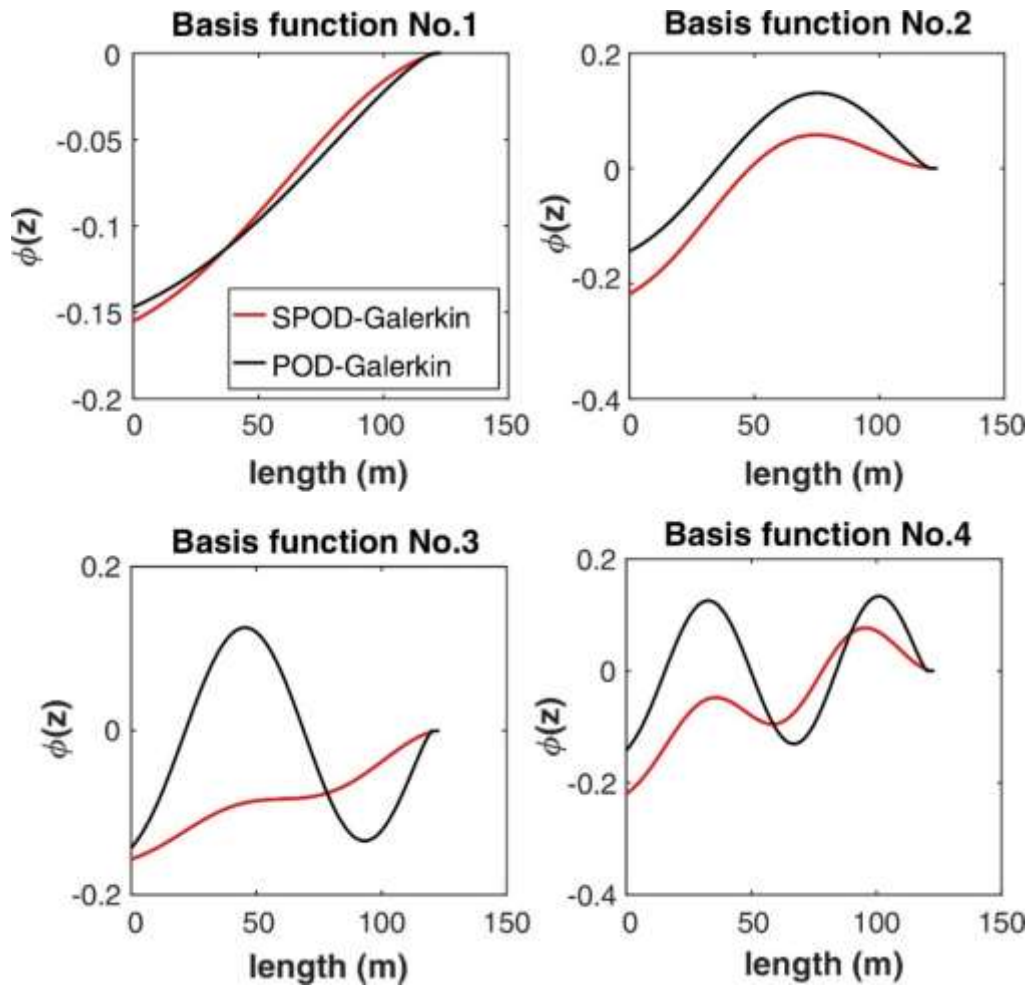 Basis function No.1
0
-0.05
-0.1
-0.15
-0.2
ϕ(z)
SPOD-Galerkin
POD-Galerkin
0 50 100 150
length (m)
Basis function No.2
0.2
0
-0.2
-0.4
ϕ(z)
0 50 100 150
length (m)
Basis function No.3
0.2
0
-0.2
ϕ(z)
0 50 100 150
length (m)
Basis function No.4
0.2
0
-0.2
-0.4
ϕ(z)
0 50 100 150
length (m)